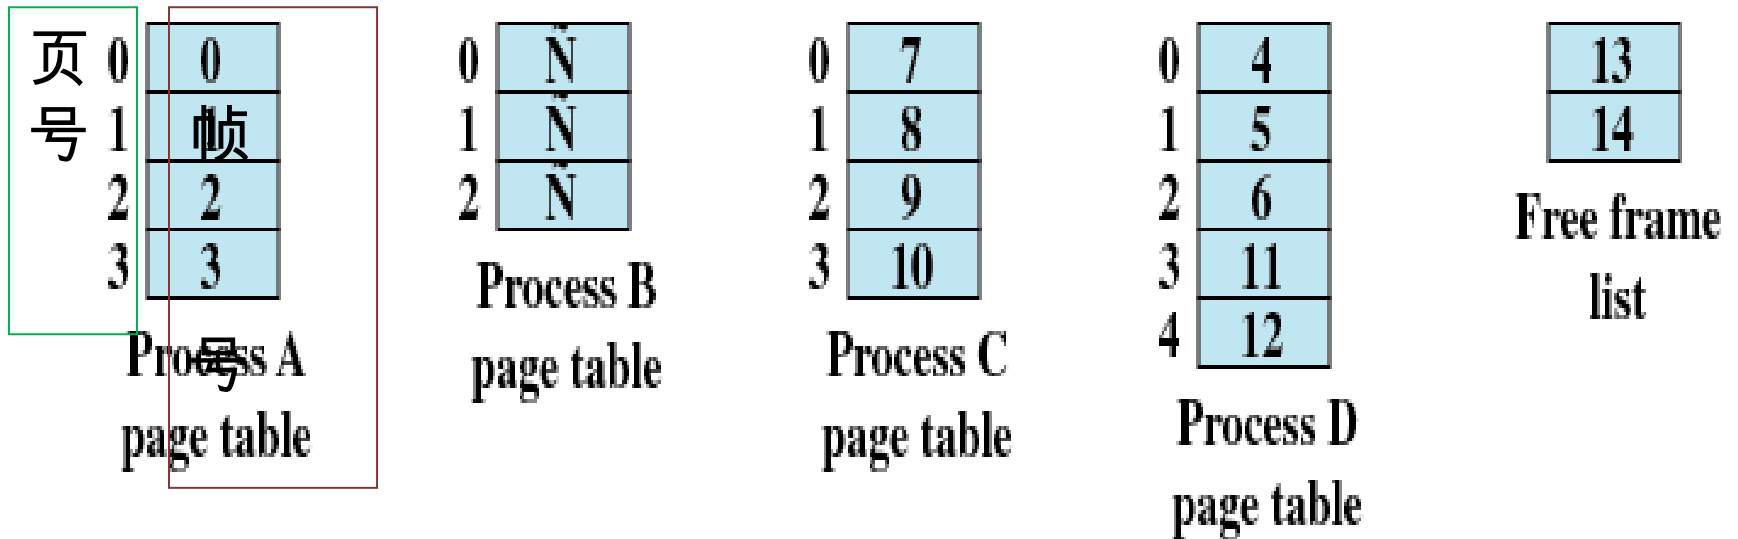 页
号
0 0
1 帧
2 2
3 3
号
Process A
page table
0 Ñ
1 Ñ
2 Ñ
Process B
page table
0 7
1 8
2 9
3 10
Process C
page table
0 4
1 5
2 6
3 11
4 12
Process D
page table
13
14
Free frame
list